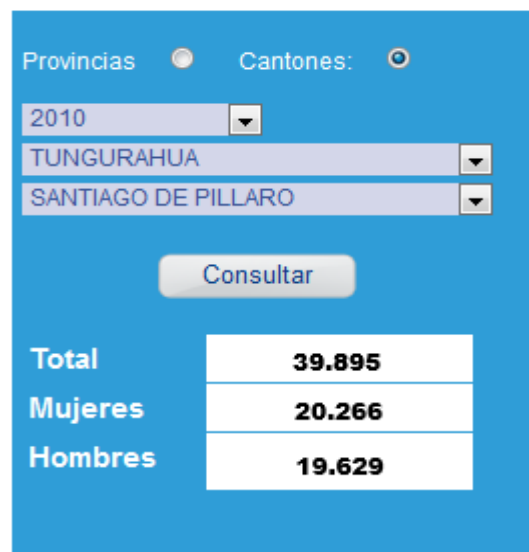 Provincias Cantones:
2010
TUNGURAHUA
SANTIAGO DE PILLARO
Consultar
Total 39.895
Mujeres 20.266
Hombres 19.629